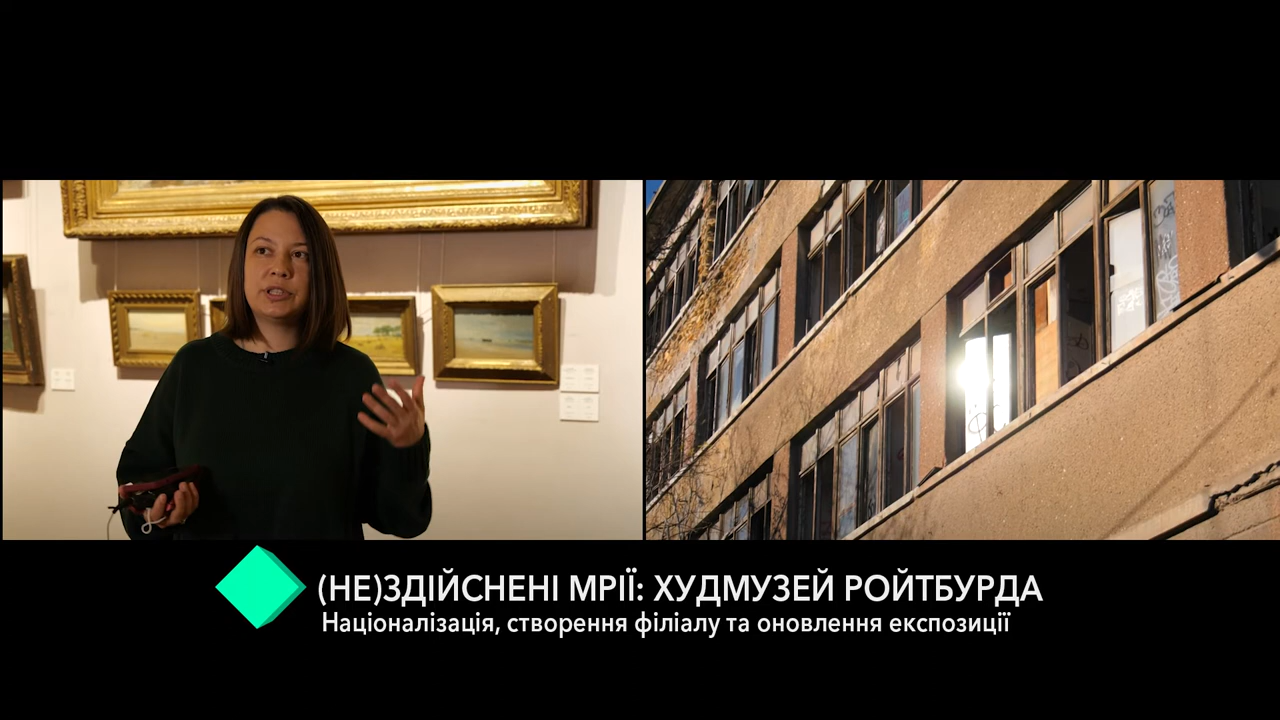 (НЕ)ЗДІЙСНЕНІ МРІЇ: ХУДМУЗЕЙ РОЙТБУРДА
Націоналізація, створення філіалу та оновлення експозиції